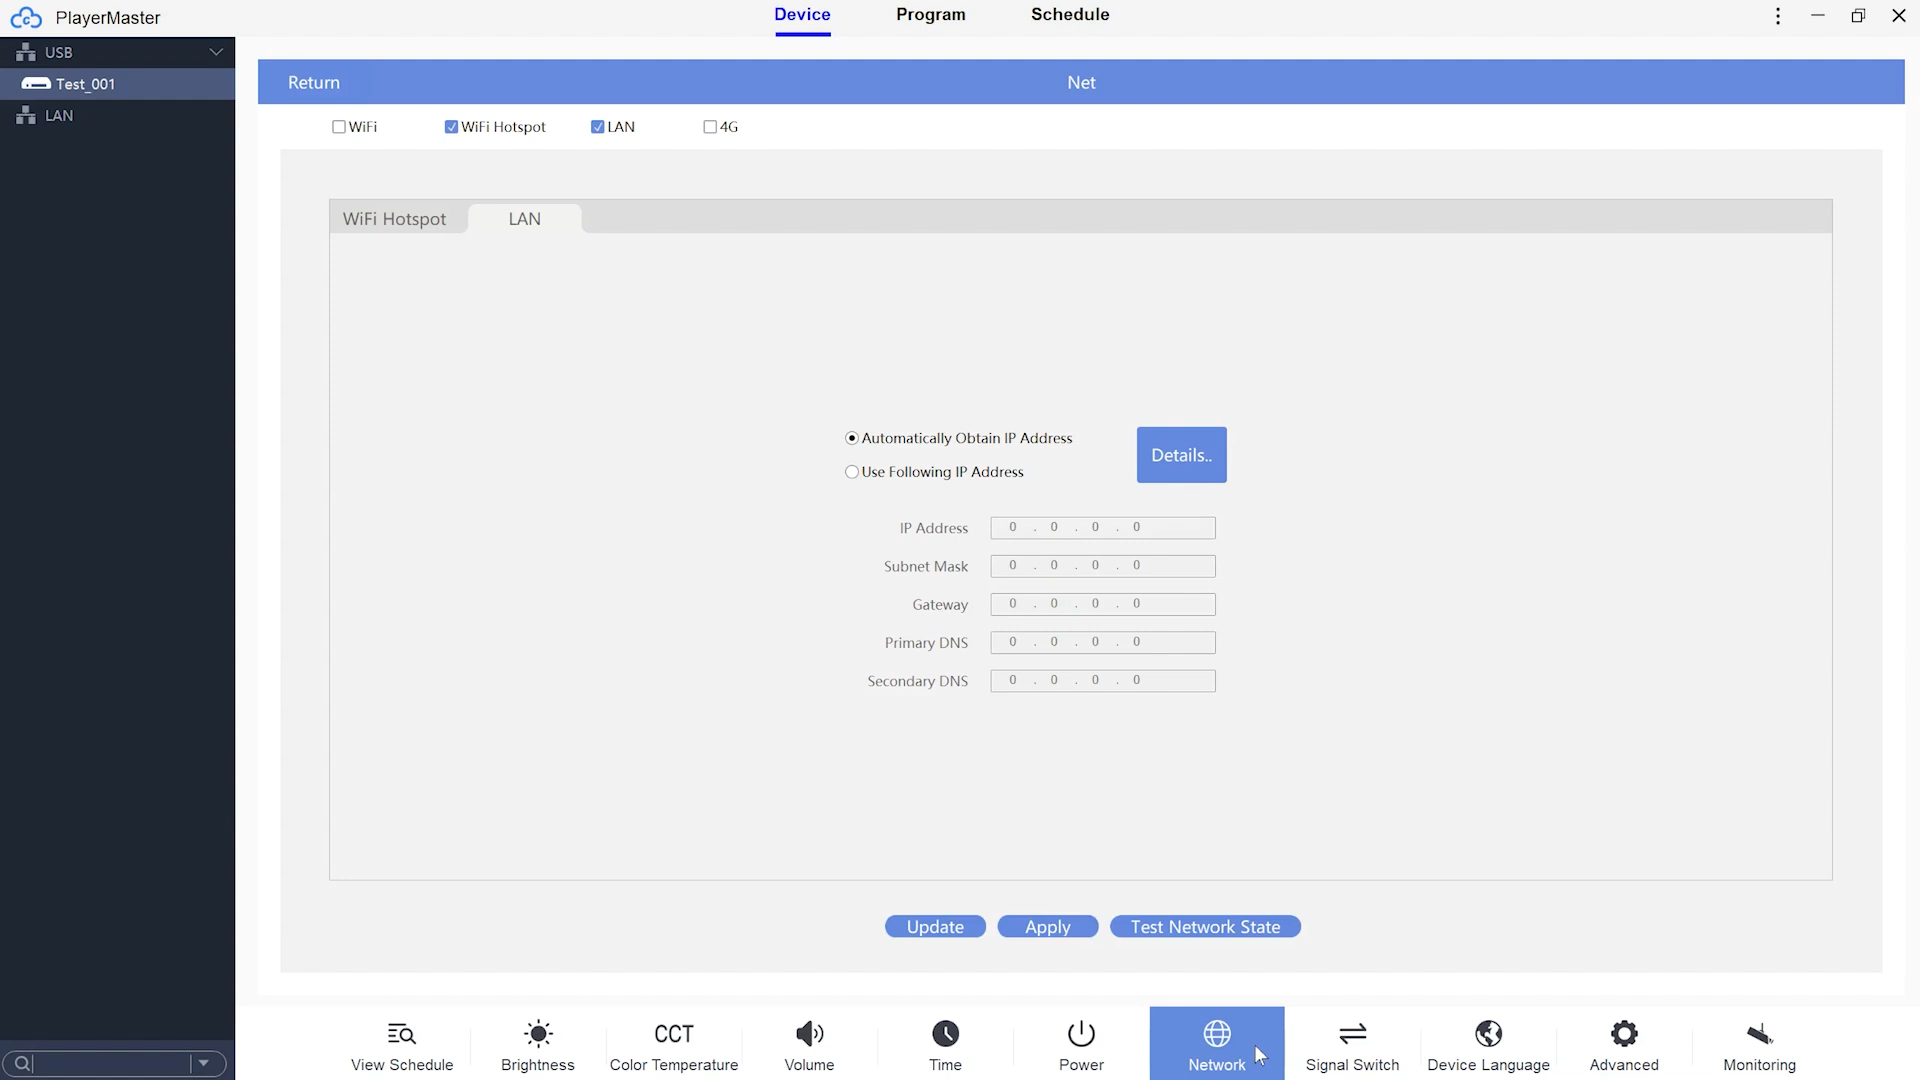 PlayerMaster
Device
Program
Schedule
USB
Test_001
LAN
Return
Net
WiFi
WiFi Hotspot
LAN
4G
WiFi Hotspot
LAN
Automatically Obtain IP Address
Use Following IP Address
Details..
IP Address 0 . 0 . 0 . 0
Subnet Mask 0 . 0 . 0 . 0
Gateway 0 . 0 . 0 . 0
Primary DNS 0 . 0 . 0 . 0
Secondary DNS 0 . 0 . 0 . 0
Update
Apply
Test Network State
View Schedule
Brightness
CCT
Color Temperature
Volume
Time
Power
Network
Signal Switch
Device Language
Advanced
Monitoring